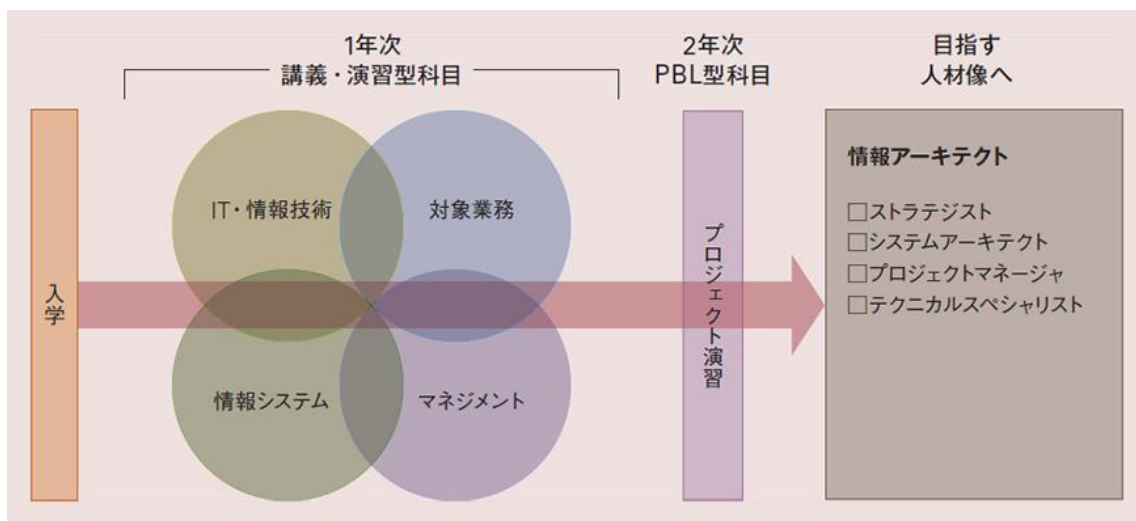 1年次
講義・演習型科目
2年次
PBL型科目
目指す
人材像へ
入学
IT・情報技術
対象業務
情報システム
マネジメント
プロジェクト演習
情報アーキテクト
□ストラテジスト
□システムアーキテクト
□プロジェクトマネージャ
□テクニカルスペシャリスト